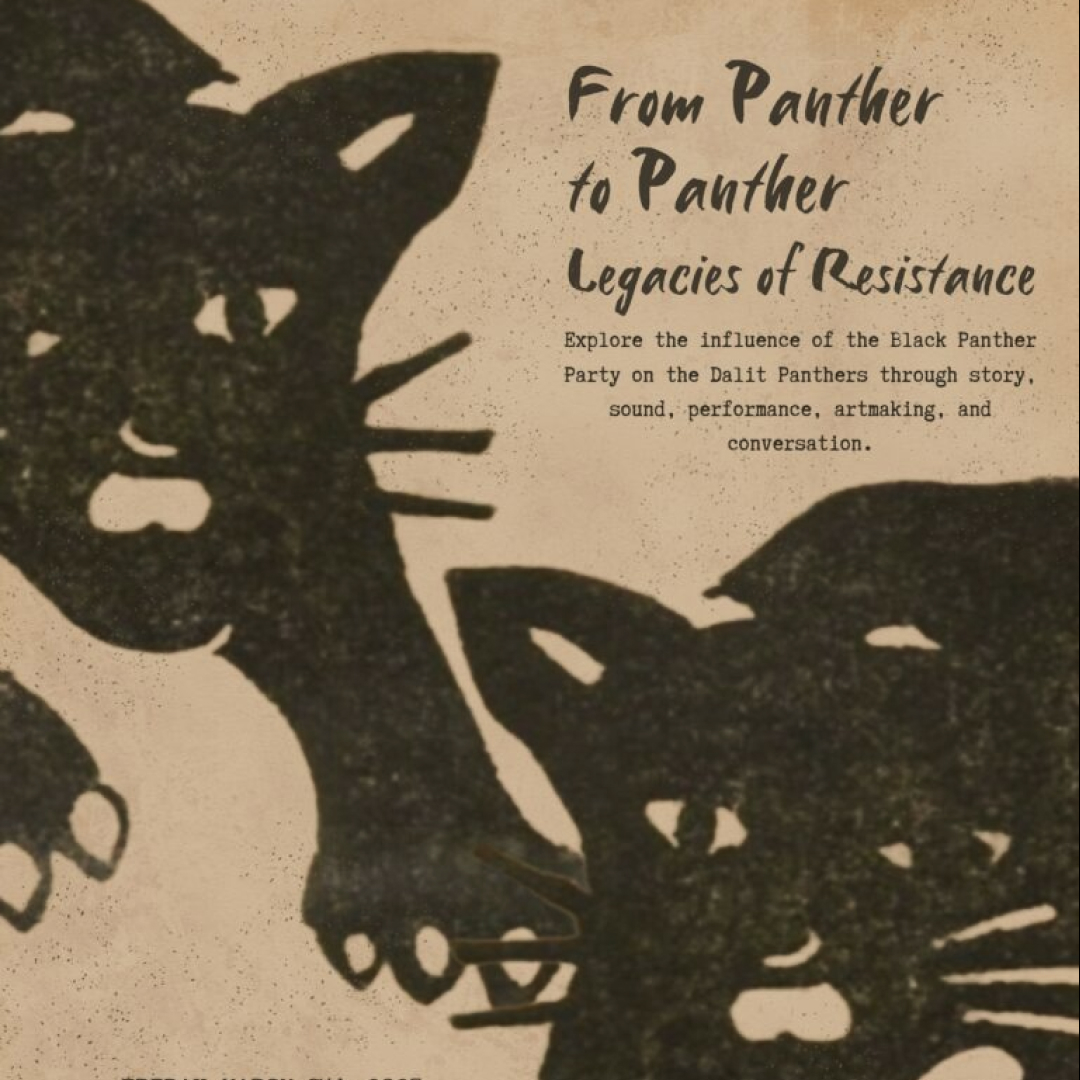 From Panther
to Panther
Legacies of Resistance
Explore the influence of the Black Panther
Party on the Dalit Panthers through story,
sound, performance, artmaking, and
conversation.